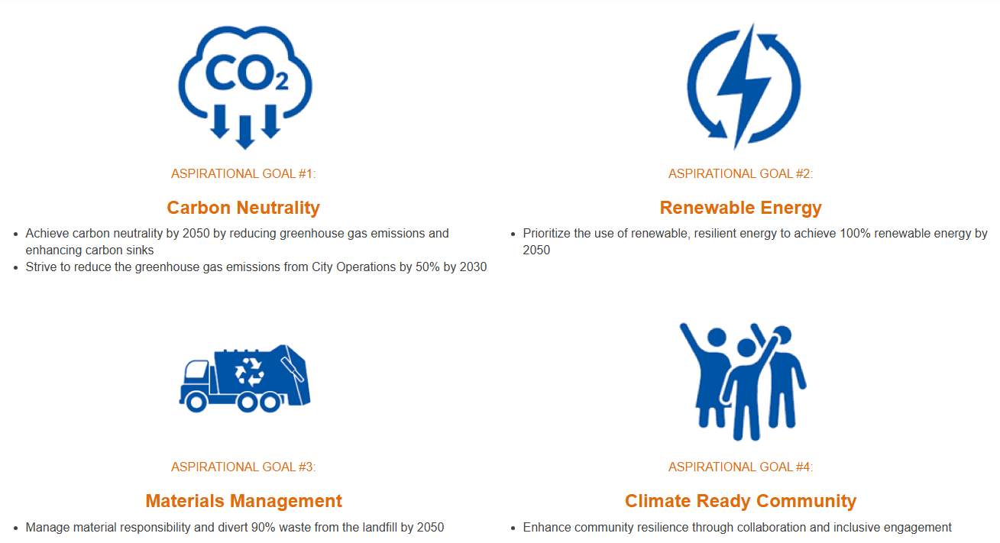 CO2
ASPIRATIONAL GOAL #1:
Carbon Neutrality
• Achieve carbon neutrality by 2050 by reducing greenhouse gas emissions and
enhancing carbon sinks
• Strive to reduce the greenhouse gas emissions from City Operations by 50% by 2030
ASPIRATIONAL GOAL #2:
Renewable Energy
• Prioritize the use of renewable, resilient energy to achieve 100% renewable energy by
2050
ASPIRATIONAL GOAL #3:
Materials Management
• Manage material responsibility and divert 90% waste from the landfill by 2050
ASPIRATIONAL GOAL #4:
Climate Ready Community
• Enhance community resilience through collaboration and inclusive engagement